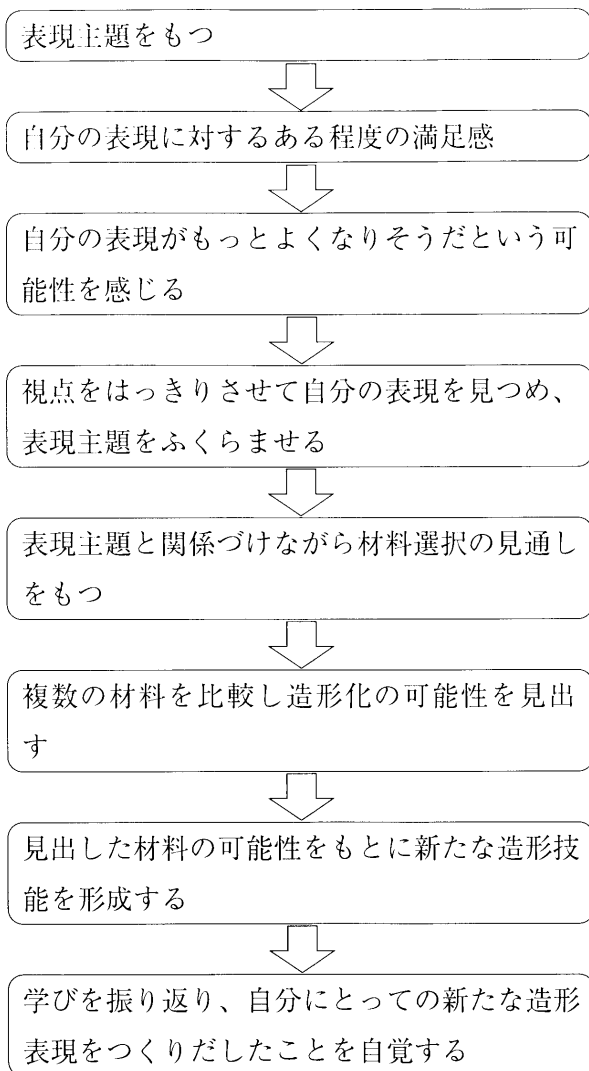 表現主題をもつ
自分の表現に対するある程度の満足感
自分の表現がもっとよくなりそうだという可
能性を感じる
視点をはっきりさせて自分の表現を見つめ、
表現主題をふくらませる
表現主題と関係づけながら材料選択の見通し
をもつ
複数の材料を比較し造形化の可能性を見出
す
見出した材料の可能性をもとに新たな造形技
能を形成する
学びを振り返り、自分にとっての新たな造形
表現をつくりだしたことを自覚する